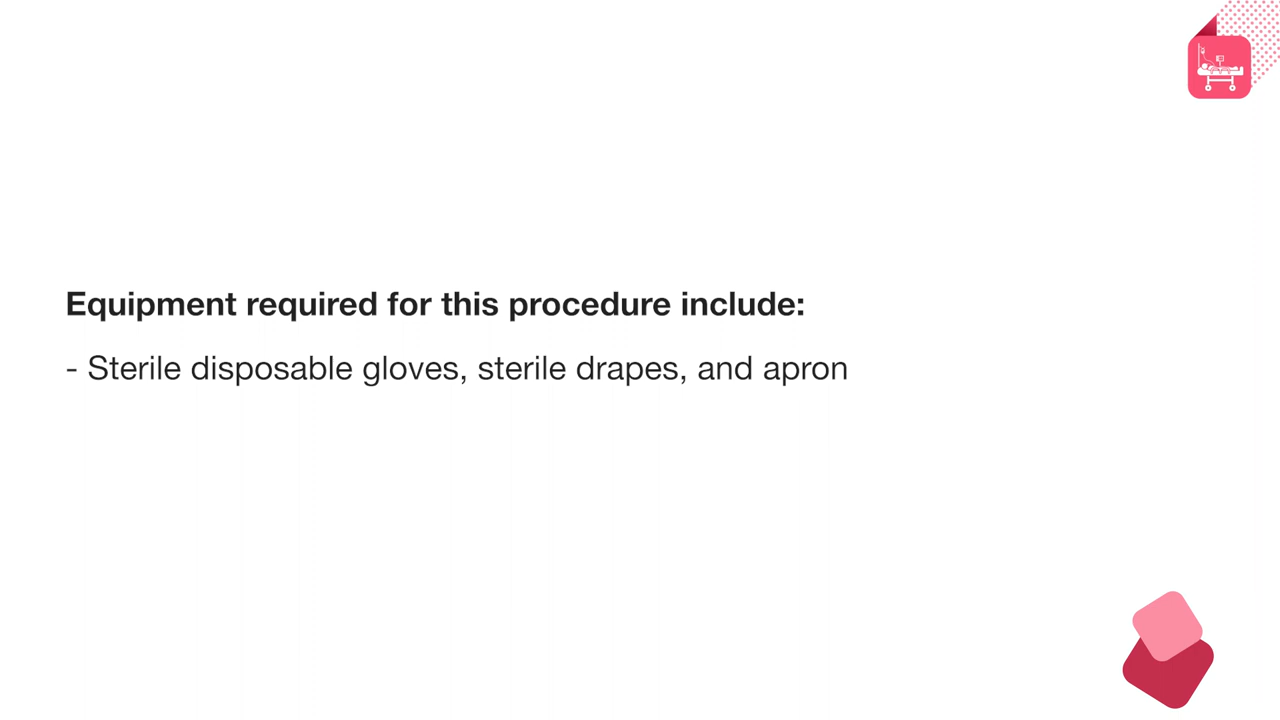 Equipment required for this procedure include:
- Sterile disposable gloves, sterile drapes, and apron